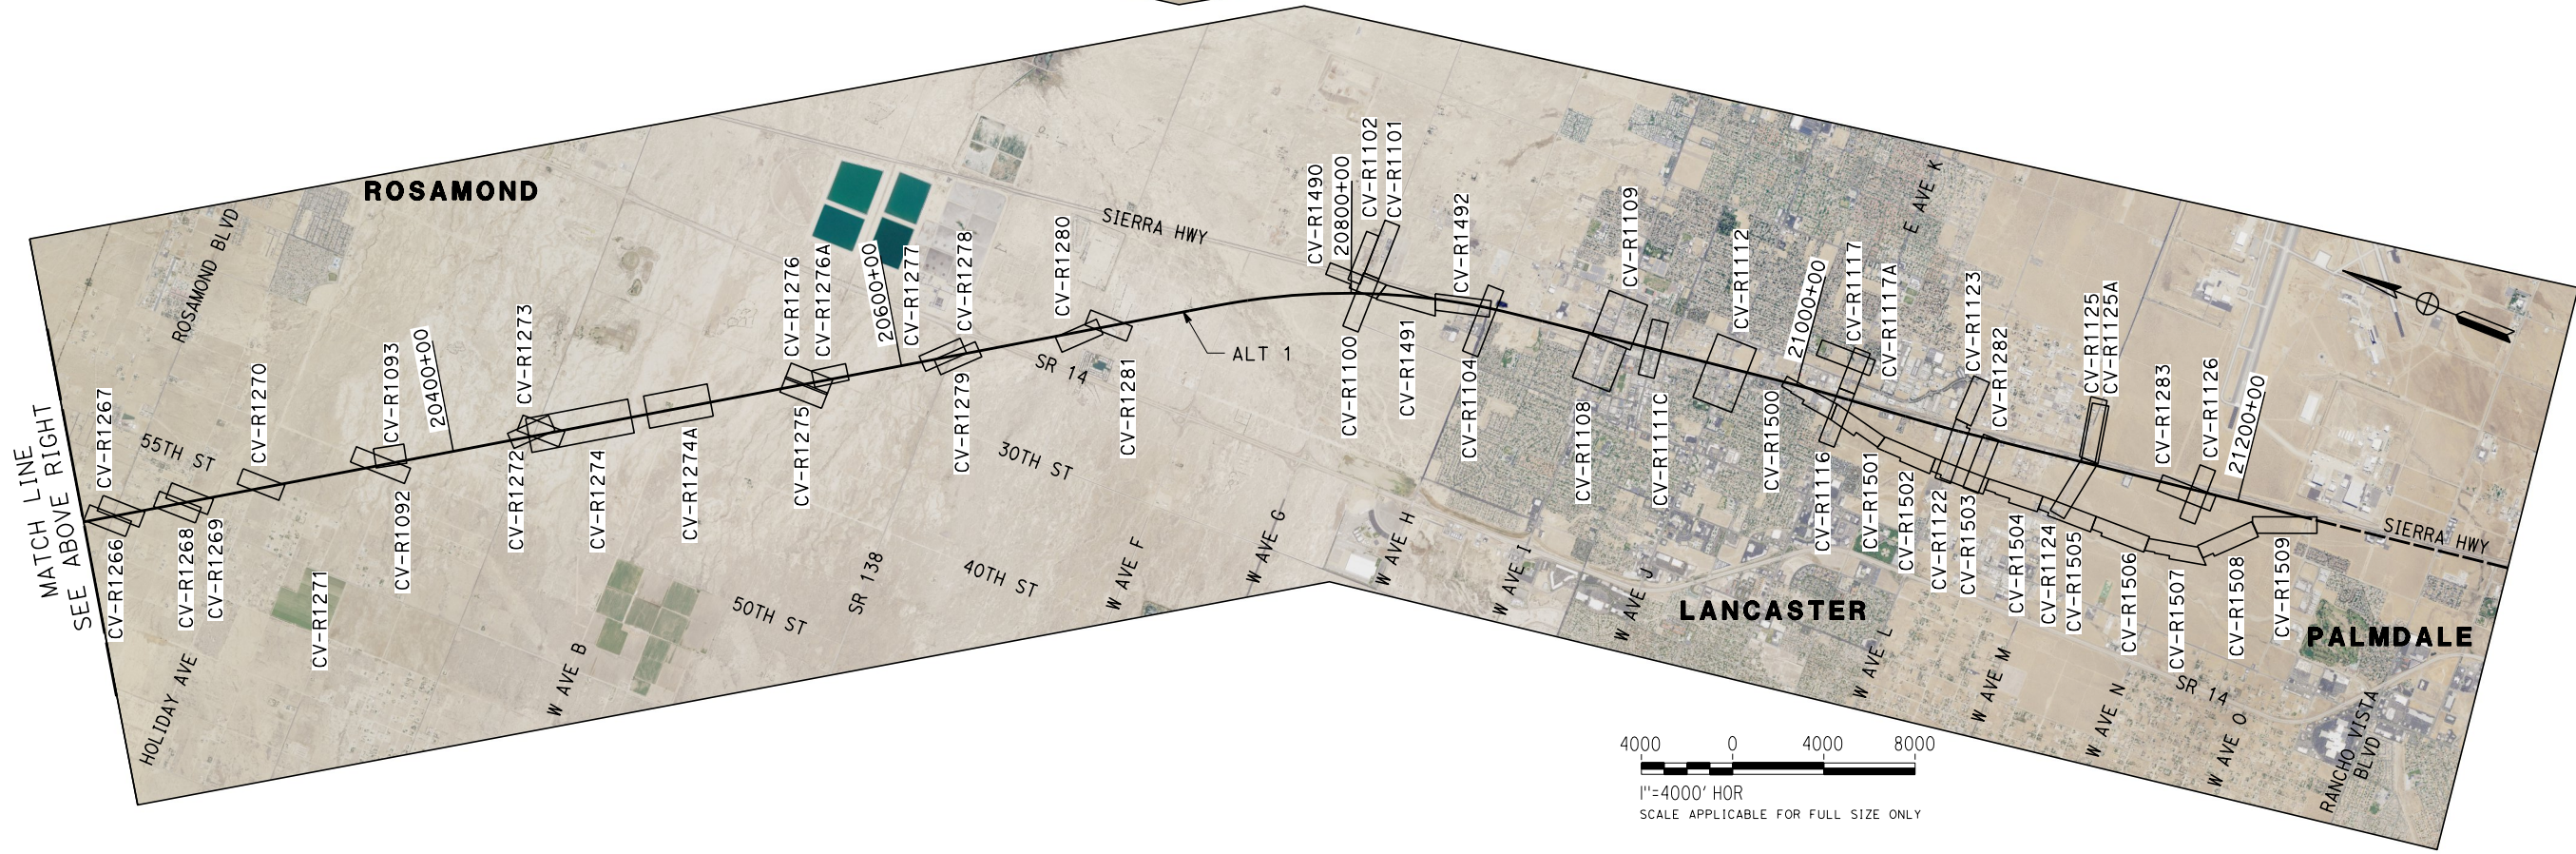 MATCH LINE
SEE ABOVE RIGHT
ROSAMOND
ROSAMOND BLVD
CV-R1267
55TH ST
CV-R1270
CV-R1093
20400+00
CV-R1273
CV-R1276
CV-R1276A
20600+00
CV-R1277
CV-R1278
CV-R1280
SIERRA HWY
SR 14
ALT 1
CV-R1490
20800+00
CV-R1102
CV-R1101
CV-R1492
CV-R1109
CV-R1112
21000+00
CV-R1117
CV-R1117A
E AVE K
CV-R1123
CV-R1282
CV-R1125
CV-R1125A
CV-R1283
CV-R1126
21200+00
SIERRA HWY
CV-R1266
CV-R1268
CV-R1269
CV-R1271
CV-R1092
CV-R1272
CV-R1274
CV-R1274A
CV-R1275
CV-R1279
CV-R1281
CV-R1100
CV-R1491
CV-R1104
CV-R1108
CV-R1111C
CV-R1500
CV-R1116
CV-R1501
CV-R1502
CV-R1122
CV-R1503
CV-R1504
CV-R1124
CV-R1505
CV-R1506
CV-R1507
CV-R1508
CV-R1509
HOLIDAY AVE
W AVE B
50TH ST
SR 138
40TH ST
30TH ST
W AVE F
W AVE G
W AVE H
W AVE I
W AVE J
LANCASTER
W AVE L
W AVE M
W AVE N
SR 14
W AVE O
RANCHO VISTA
BLVD
PALMDALE
4000 0 4000 8000
1"=4000' HOR
SCALE APPLICABLE FOR FULL SIZE ONLY